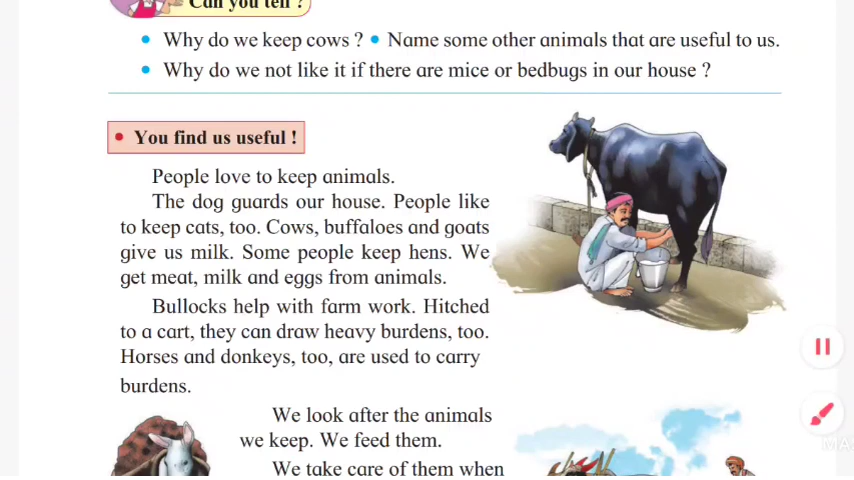 Can you tell ?
• Why do we keep cows ? • Name some other animals that are useful to us.
• Why do we not like it if there are mice or bedbugs in our house ?
• You find us useful !
People love to keep animals.
The dog guards our house. People like
to keep cats, too. Cows, buffaloes and goats
give us milk. Some people keep hens. We
get meat, milk and eggs from animals.
Bullocks help with farm work. Hitched
to a cart, they can draw heavy burdens, too.
Horses and donkeys, too, are used to carry
burdens.
We look after the animals
we keep. We feed them.
We take care of them when